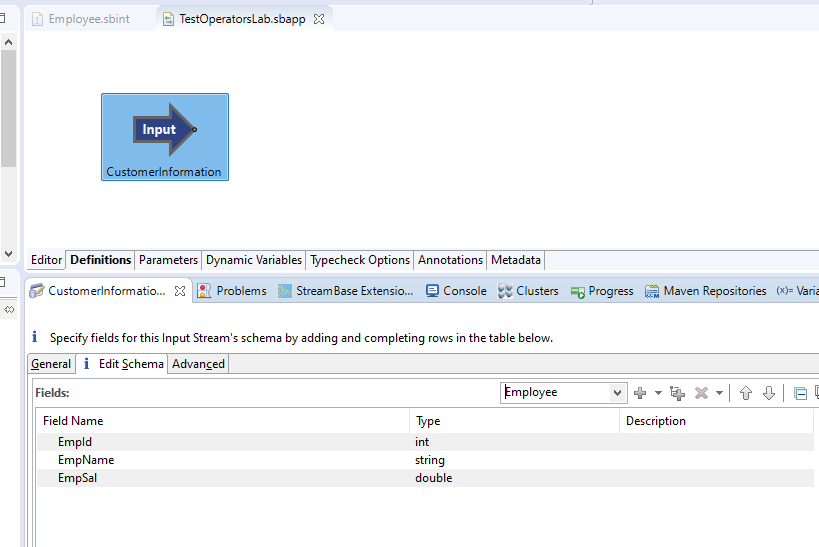 Employee.sbint TestOperatorsLab.sbapp
Input
CustomerInformation
Editor Definitions Parameters Dynamic Variables Typecheck Options Annotations Metadata
CustomerInformatio... Problems StreamBase Extensio... Console Clusters Progress Maven Repositories (x)= Varia
i Specify fields for this Input Stream's schema by adding and completing rows in the table below.
General i Edit Schema Advanced
Fields: Employee
Field Name Type Description
EmpId int
EmpName string
EmpSal double